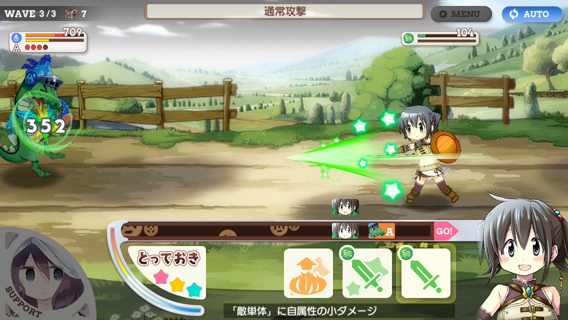 WAVE 3/3
7
通常攻撃
MENU
AUTO
709
A
104
352
A
GO!
とっておき
SUPPORT
「敵単体」に自属性の小ダメージ